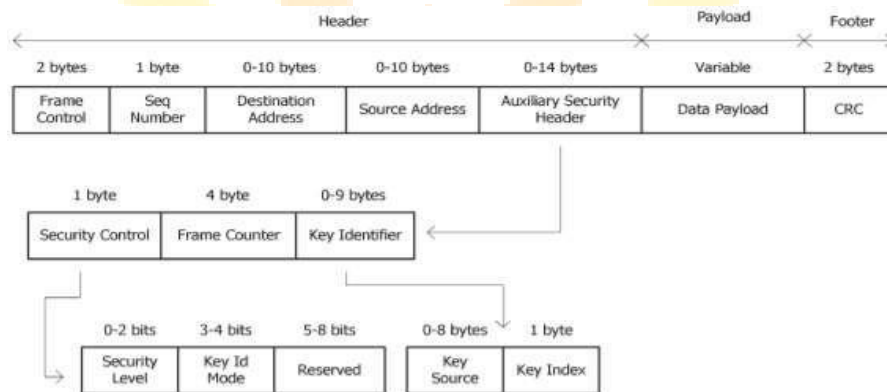 Header Payload Footer
2 bytes 1 byte 0-10 bytes 0-10 bytes 0-14 bytes Variable 2 bytes
Frame Control
Seq Number
Destination Address
Source Address
Auxiliary Security Header
Data Payload
CRC
1 byte 4 byte 0-9 bytes
Security Control Frame Counter Key Identifier
0-2 bits 3-4 bits 5-8 bits 0-8 bytes 1 byte
Security Level
Key Id Mode
Reserved
Key Source
Key Index